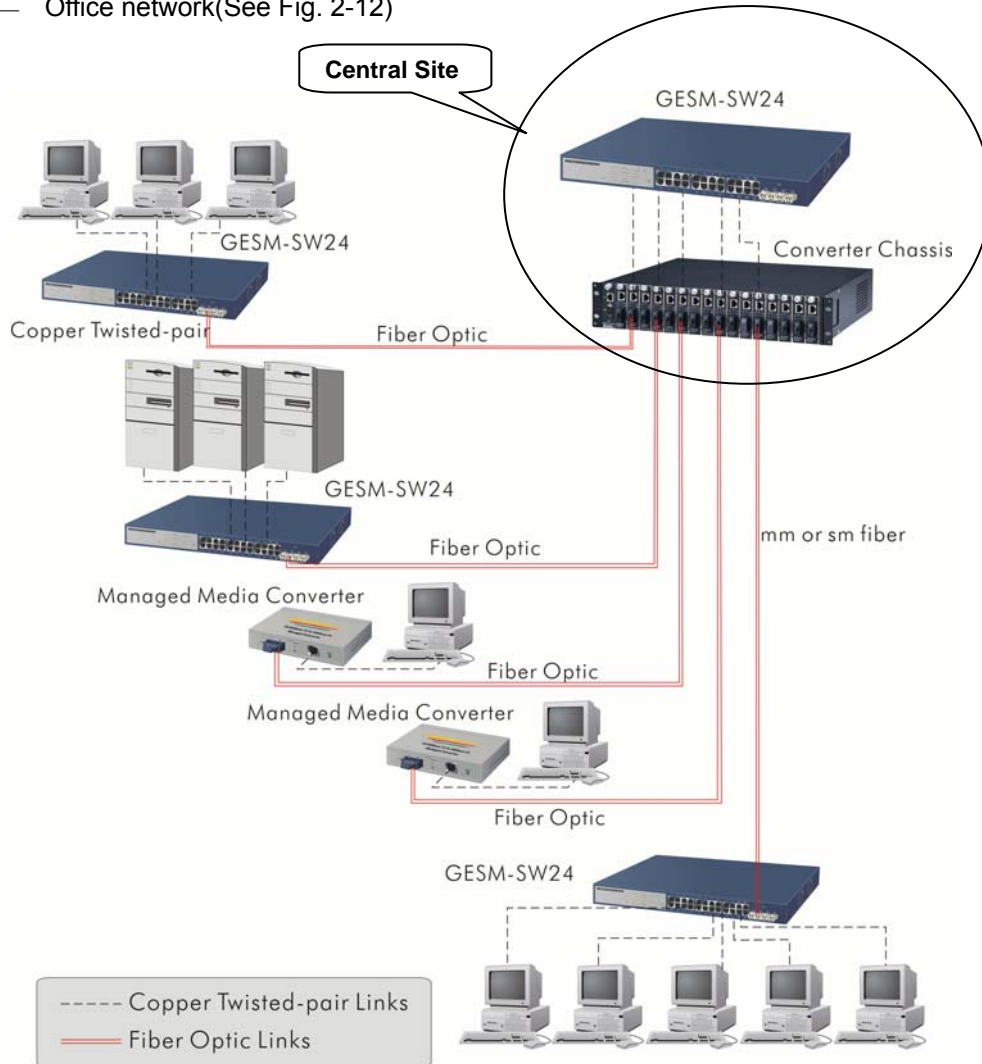 — Office network(See Fig. 2-12)
Central Site
GESM-SW24
Converter Chassis
GESM-SW24
Copper Twisted-pair
Fiber Optic
GESM-SW24
Fiber Optic
mm or sm fiber
Managed Media Converter
Fiber Optic
Managed Media Converter
Fiber Optic
GESM-SW24
Copper Twisted-pair Links
Fiber Optic Links